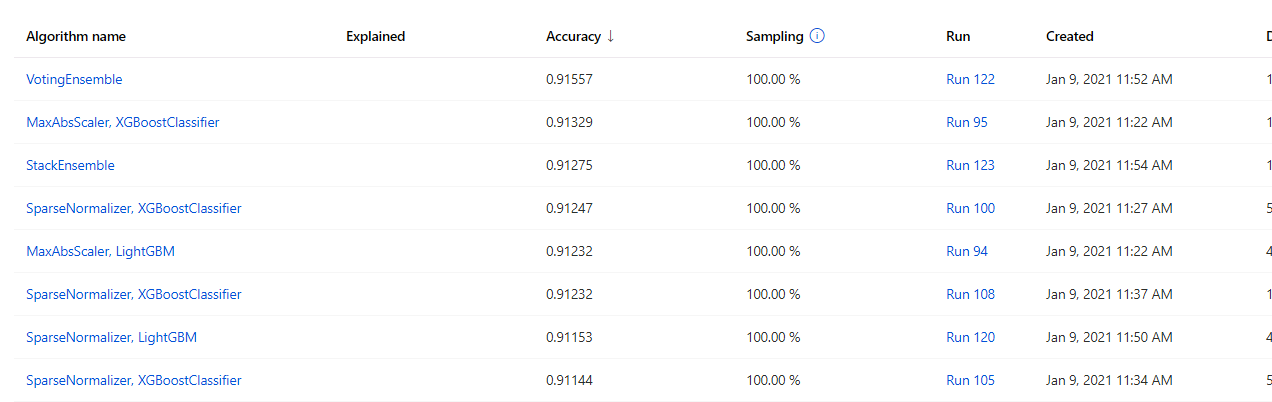 Algorithm name Explained Accuracy ↓ Sampling Run Created D
VotingEnsemble 0.91557 100.00 % Run 122 Jan 9, 2021 11:52 AM 1
MaxAbsScaler, XGBoostClassifier 0.91329 100.00 % Run 95 Jan 9, 2021 11:22 AM 1
StackEnsemble 0.91275 100.00 % Run 123 Jan 9, 2021 11:54 AM 1
SparseNormalizer, XGBoostClassifier 0.91247 100.00 % Run 100 Jan 9, 2021 11:27 AM 5
MaxAbsScaler, LightGBM 0.91232 100.00 % Run 94 Jan 9, 2021 11:22 AM 4
SparseNormalizer, XGBoostClassifier 0.91232 100.00 % Run 108 Jan 9, 2021 11:37 AM 1
SparseNormalizer, LightGBM 0.91153 100.00 % Run 120 Jan 9, 2021 11:50 AM 4
SparseNormalizer, XGBoostClassifier 0.91144 100.00 % Run 105 Jan 9, 2021 11:34 AM 5